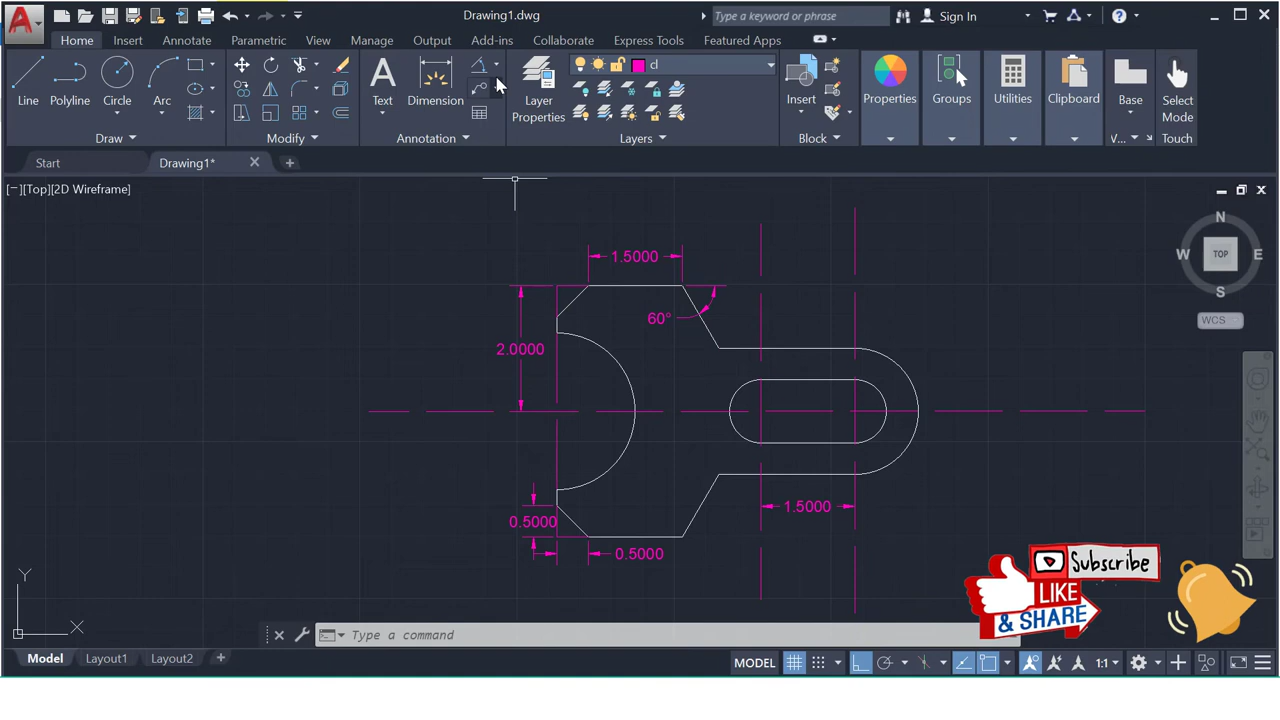 Drawing1.dwg
Type a keyword or phrase
Sign In
Home Insert Annotate Parametric View Manage Output Add-ins Collaborate Express Tools Featured Apps
cl
Line Polyline Circle Arc
Text Dimension
Layer
Properties
Insert
Properties Groups Utilities Clipboard Base
Select
Mode
Draw Modify Annotation Layers Block V... Touch
Start Drawing1*
[−][Top][2D Wireframe]
N
W TOP E
S
WCS
1.5000
60°
2.0000
0.5000
1.5000
0.5000
Subscribe
LIKE
& SHARE
Y
X
Type a command
Model Layout1 Layout2
MODEL 1:1